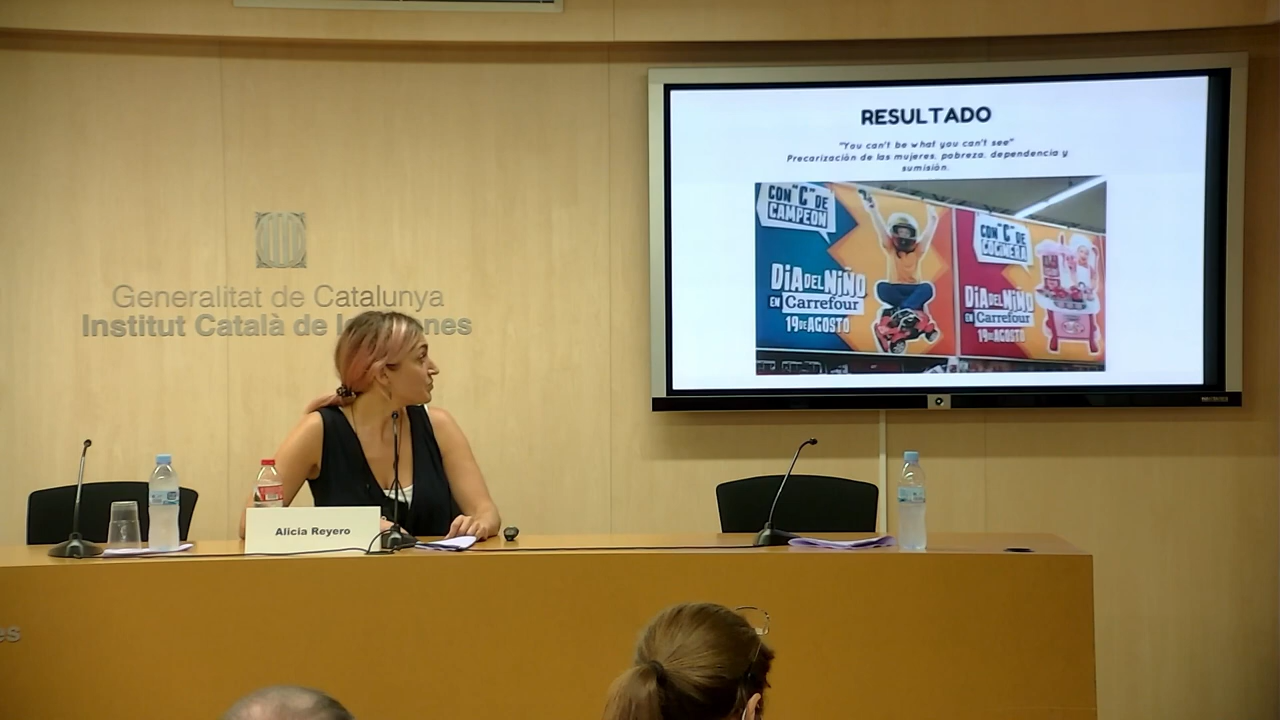 RESULTADO
"You can't be what you can't see"
Precarización de las mujeres, pobreza, dependencia y
sumisión.
CON "C" DE
CAMPEON
DIA DEL NIÑO
EN Carrefour
19 DE AGOSTO
CON "C" DE
COCINERA
DIA DEL NIÑO
EN Carrefour
19 DE AGOSTO
Generalitat de Catalunya
Institut Català de
Alicia Reyero
es